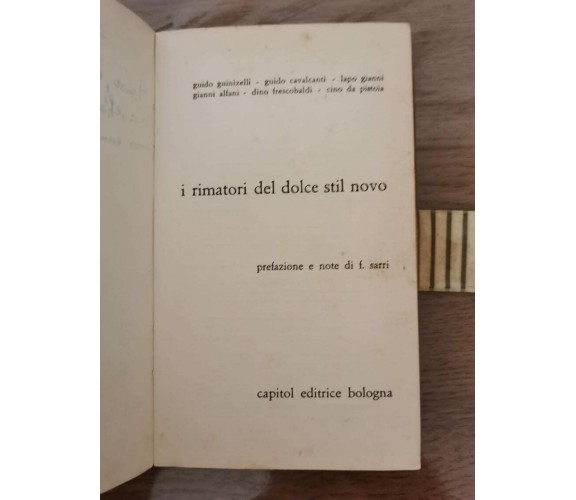 guido guinizelli - guido cavalcanti - lapo gianni
gianni alfani - dino frescobaldi - cino da pistoia
i rimatori del dolce stil novo
prefazione e note di f. sarri
capitol editrice bologna